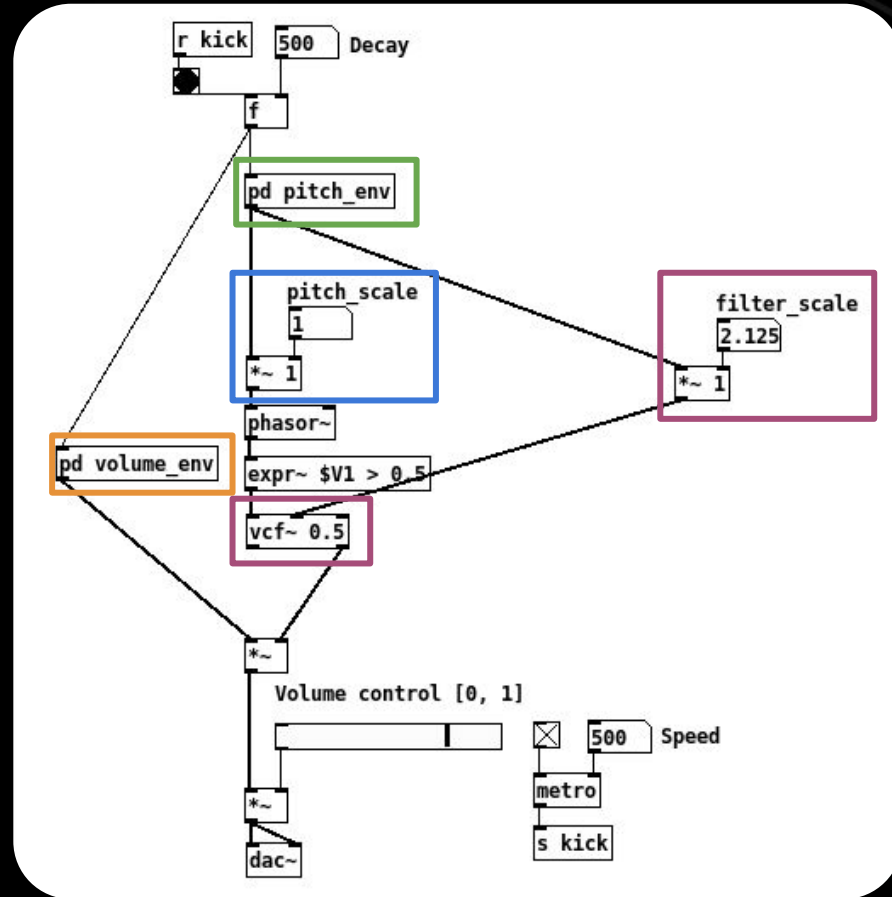 r kick
500 Decay
f
pd pitch_env
pitch_scale
1
*~ 1
filter_scale
2.125
*~ 1
phasor~
pd volume_env
expr~ $V1 > 0.5
vcf~ 0.5
*~
Volume control [0, 1]
500 Speed
metro
*~
s kick
dac~